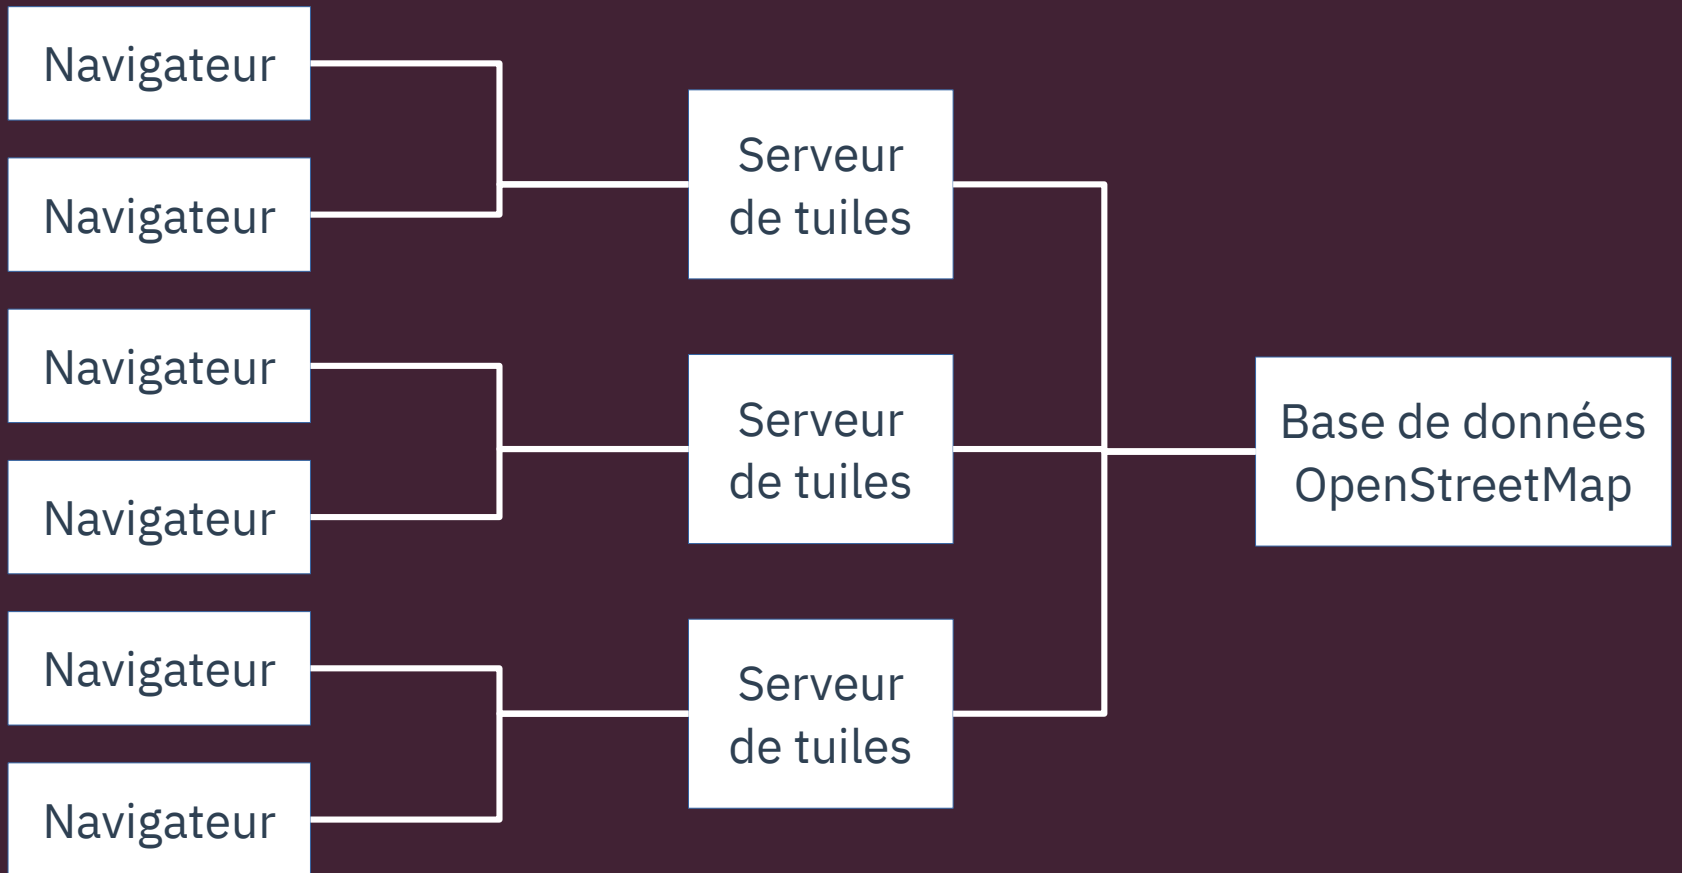 Navigateur
Navigateur
Navigateur
Navigateur
Navigateur
Navigateur
Serveur
de tuiles
Serveur
de tuiles
Serveur
de tuiles
Base de données
OpenStreetMap